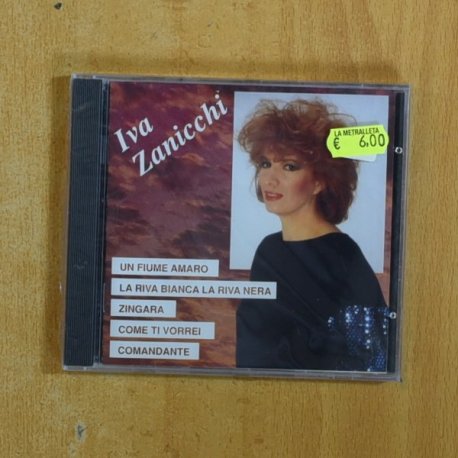 Iva
Zanicchi
LA METRALLETA
€ 6,00
UN FIUME AMARO
LA RIVA BIANCA LA RIVA NERA
ZINGARA
COME TI VORREI
COMANDANTE